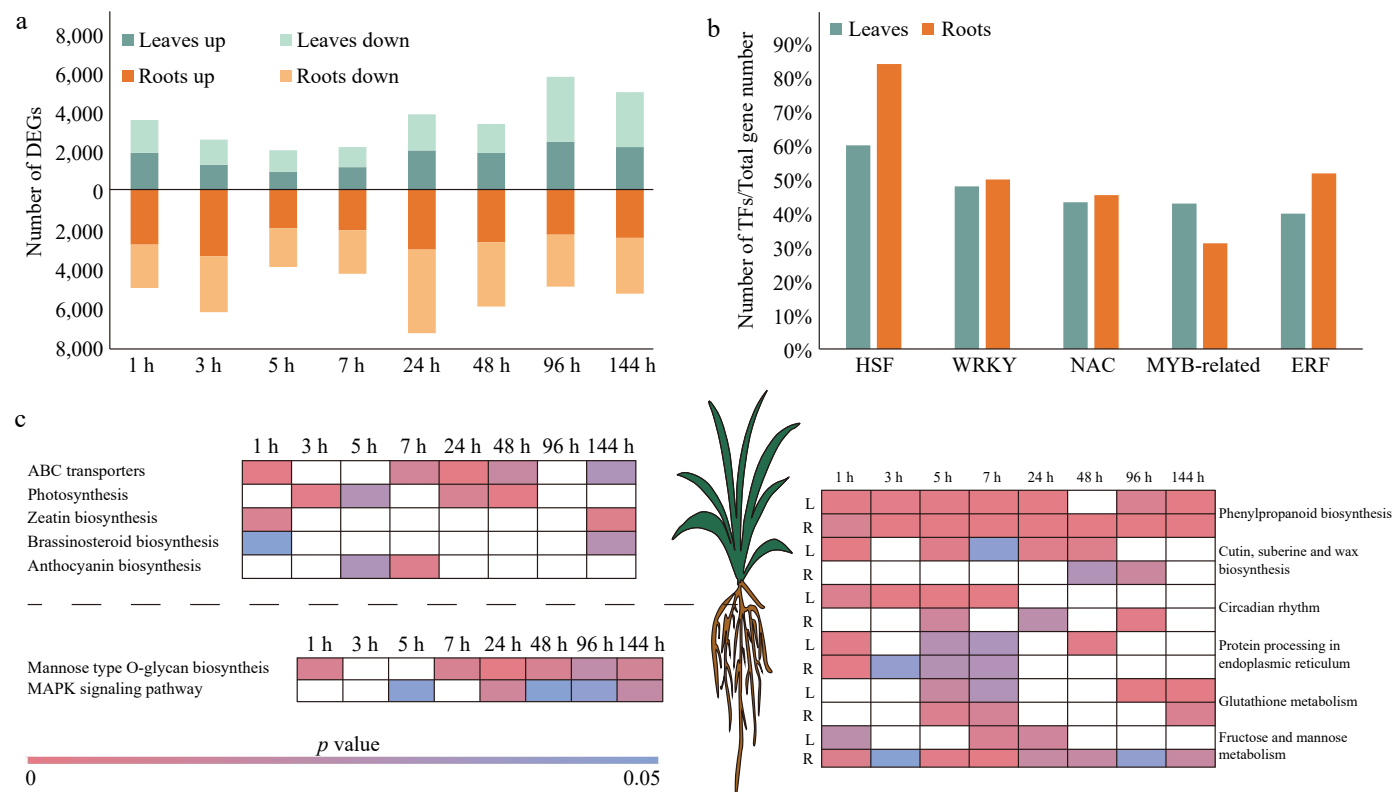 a
8,000
6,000
4,000
2,000
0
2,000
4,000
6,000
8,000
Number of DEGs
Leaves up
Leaves down
Roots up
Roots down
1 h 3 h 5 h 7 h 24 h 48 h 96 h 144 h
b
90%
80%
70%
60%
50%
40%
30%
20%
10%
0%
Number of TFs/Total gene number
Leaves Roots
HSF WRKY NAC MYB-related ERF
c
1 h 3 h 5 h 7 h 24 h 48 h 96 h 144 h
ABC transporters
Photosynthesis
Zeatin biosynthesis
Brassinosteroid biosynthesis
Anthocyanin biosynthesis
1 h 3 h 5 h 7 h 24 h 48 h 96 h 144 h
Mannose type O-glycan biosyntheis
MAPK signaling pathway
p value
0 0.05
1 h 3 h 5 h 7 h 24 h 48 h 96 h 144 h
L
R
Phenylpropanoid biosynthesis
L
R
Cutin, suberine and wax
biosynthesis
L
R
Circadian rhythm
L
R
Protein processing in
endoplasmic reticulum
L
R
Glutathione metabolism
L
R
Fructose and mannose
metabolism